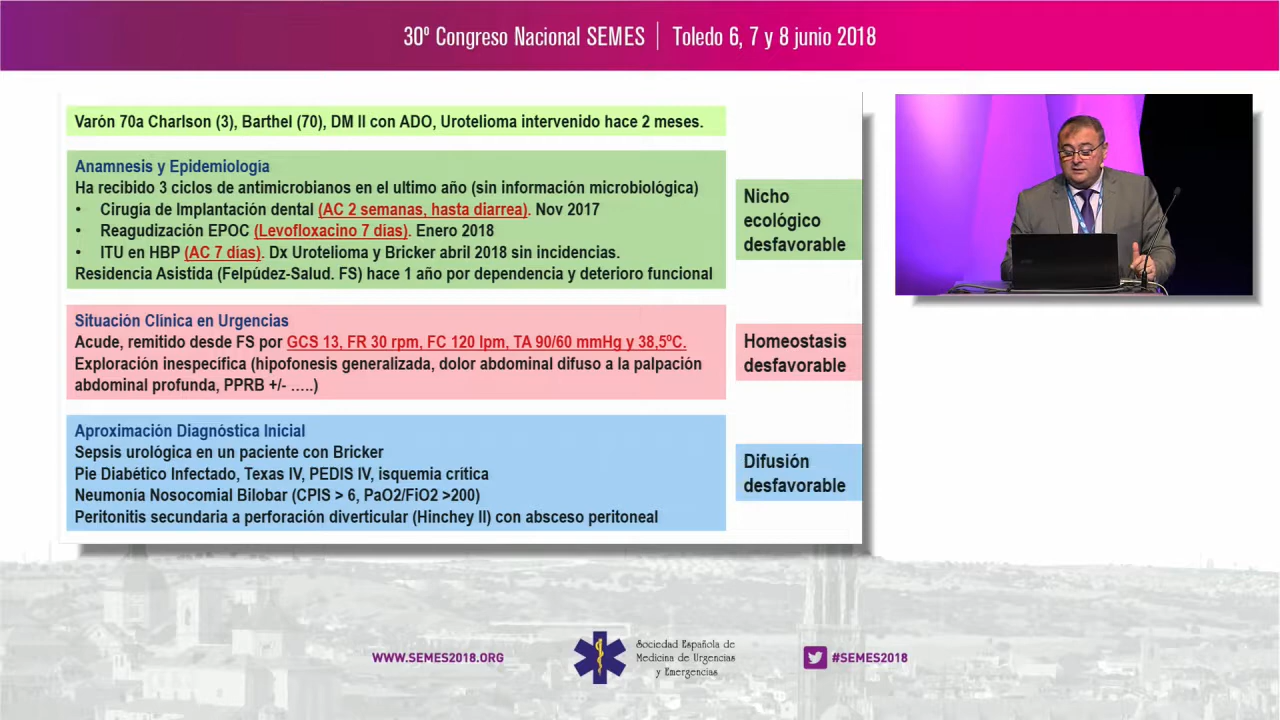 30º Congreso Nacional SEMES | Toledo 6, 7 y 8 junio 2018
Varón 70a Charlson (3), Barthel (70), DM II con ADO, Urotelioma intervenido hace 2 meses.
Anamnesis y Epidemiología
Ha recibido 3 ciclos de antimicrobianos en el ultimo año (sin información microbiológica)
• Cirugía de Implantación dental (AC 2 semanas, hasta diarrea). Nov 2017
• Reagudización EPOC (Levofloxacino 7 días). Enero 2018
• ITU en HBP (AC 7 días). Dx Urotelioma y Bricker abril 2018 sin incidencias.
Residencia Asistida (Felpúdez-Salud. FS) hace 1 año por dependencia y deterioro funcional
Nicho
ecológico
desfavorable
Situación Clínica en Urgencias
Acude, remitido desde FS por GCS 13, FR 30 rpm, FC 120 lpm, TA 90/60 mmHg y 38,5ºC.
Exploración inespecífica (hipofonesis generalizada, dolor abdominal difuso a la palpación
abdominal profunda, PPRB +/- …..)
Homeostasis
desfavorable
Aproximación Diagnóstica Inicial
Sepsis urológica en un paciente con Bricker
Pie Diabético Infectado, Texas IV, PEDIS IV, isquemia crítica
Neumonía Nosocomial Bilobar (CPIS > 6, PaO2/FiO2 >200)
Peritonitis secundaria a perforación diverticular (Hinchey II) con absceso peritoneal
Difusión
desfavorable
WWW.SEMES2018.ORG
Sociedad Española de
Medicina de Urgencias
y Emergencias
#SEMES2018